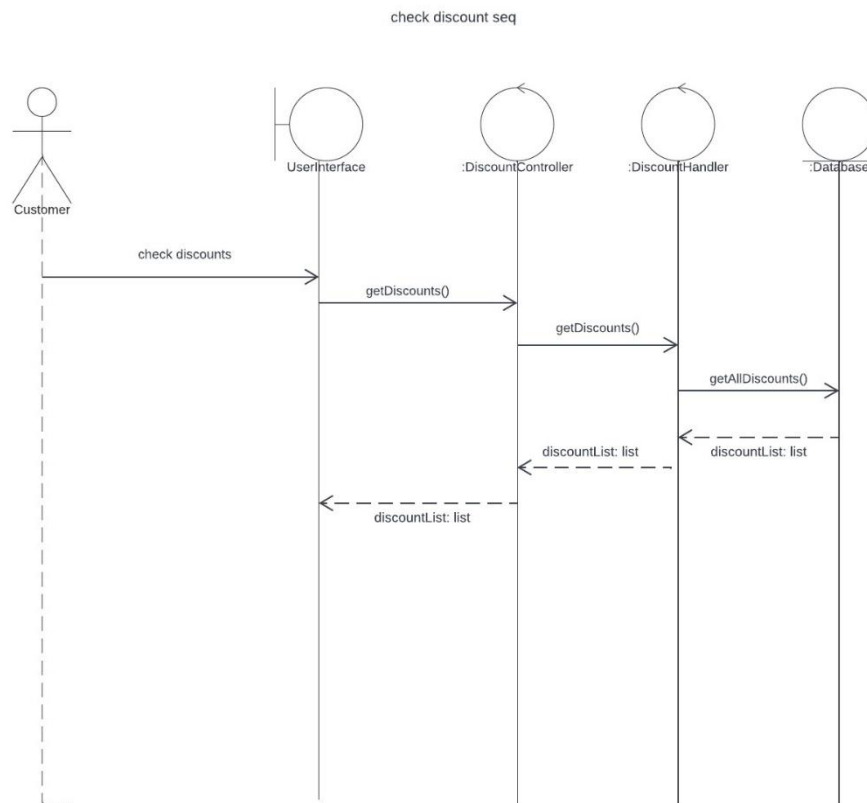 check discount seq
Customer
UserInterface
:DiscountController
:DiscountHandler
:Database
check discounts
getDiscounts()
getDiscounts()
getAllDiscounts()
discountList: list
discountList: list
discountList: list